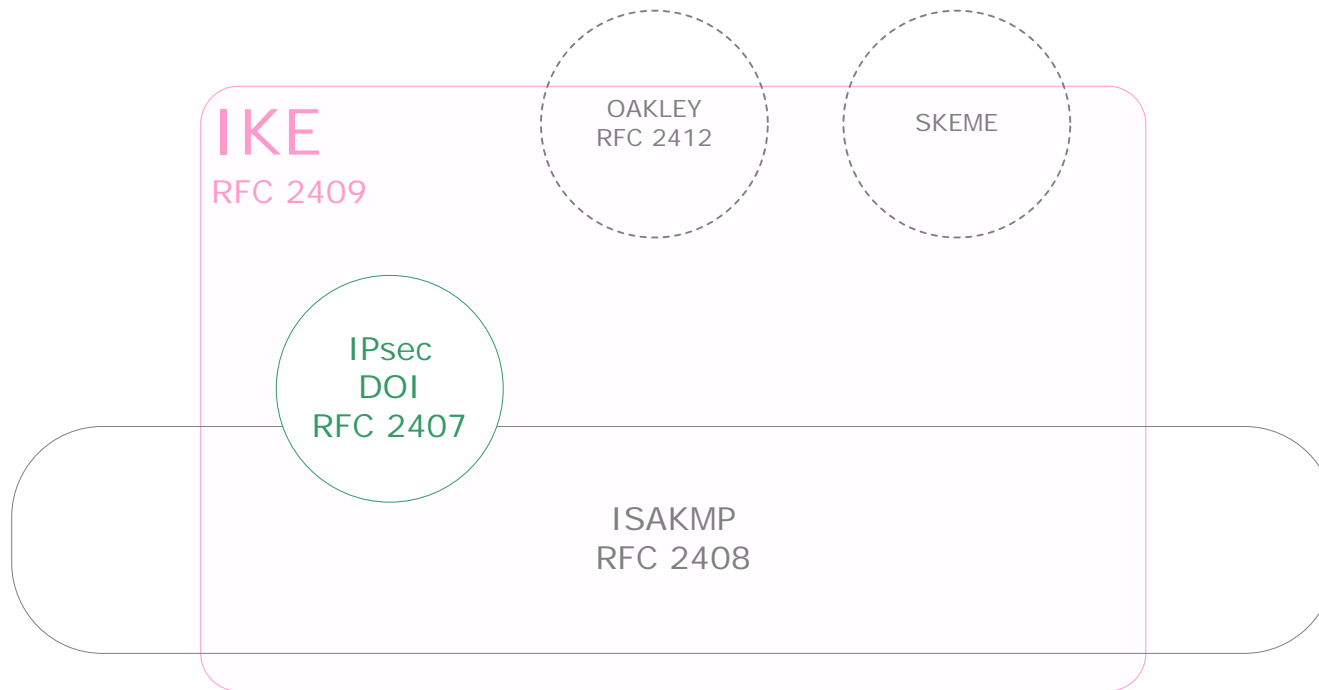 IKE
RFC 2409
OAKLEY
RFC 2412
SKEME
IPsec
DOI
RFC 2407
ISAKMP
RFC 2408